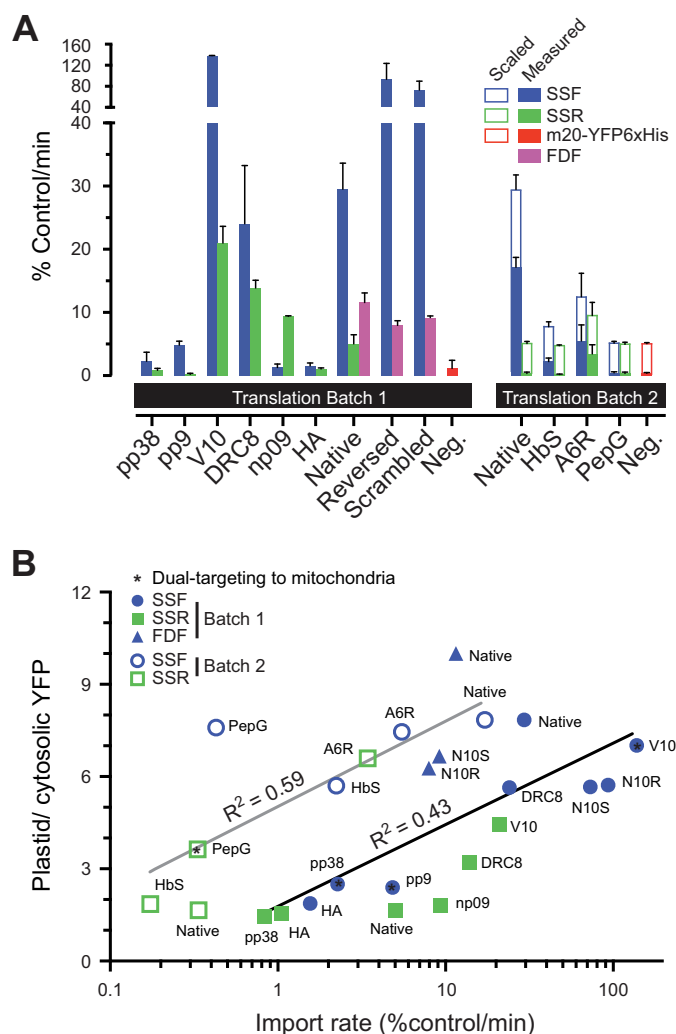 A
% Control/min
160
120
80
40
40
30
20
10
0
Scaled
Measured
SSF
SSR
m20-YFP6xHis
FDF
Translation Batch 1
Translation Batch 2
pp38
pp9
V10
DRC8
np09
HA
Native
Reversed
Scrambled
Neg.
Native
HbS
A6R
PepG
Neg.
B
Plastid/ cytosolic YFP
12
9
6
3
0
* Dual-targeting to mitochondria
SSF
SSR
FDF
Batch 1
SSF
SSR
Batch 2
Native
Native
Native
PepG
A6R
A6R
HbS
N10S
N10R
V10
DRC8
N10S
N10R
R² = 0.59
R² = 0.43
PepG
V10
DRC8
HbS
Native
pp38
pp9
HA
pp38
HA
Native
np09
0.1
1
10
100
Import rate (%control/min)